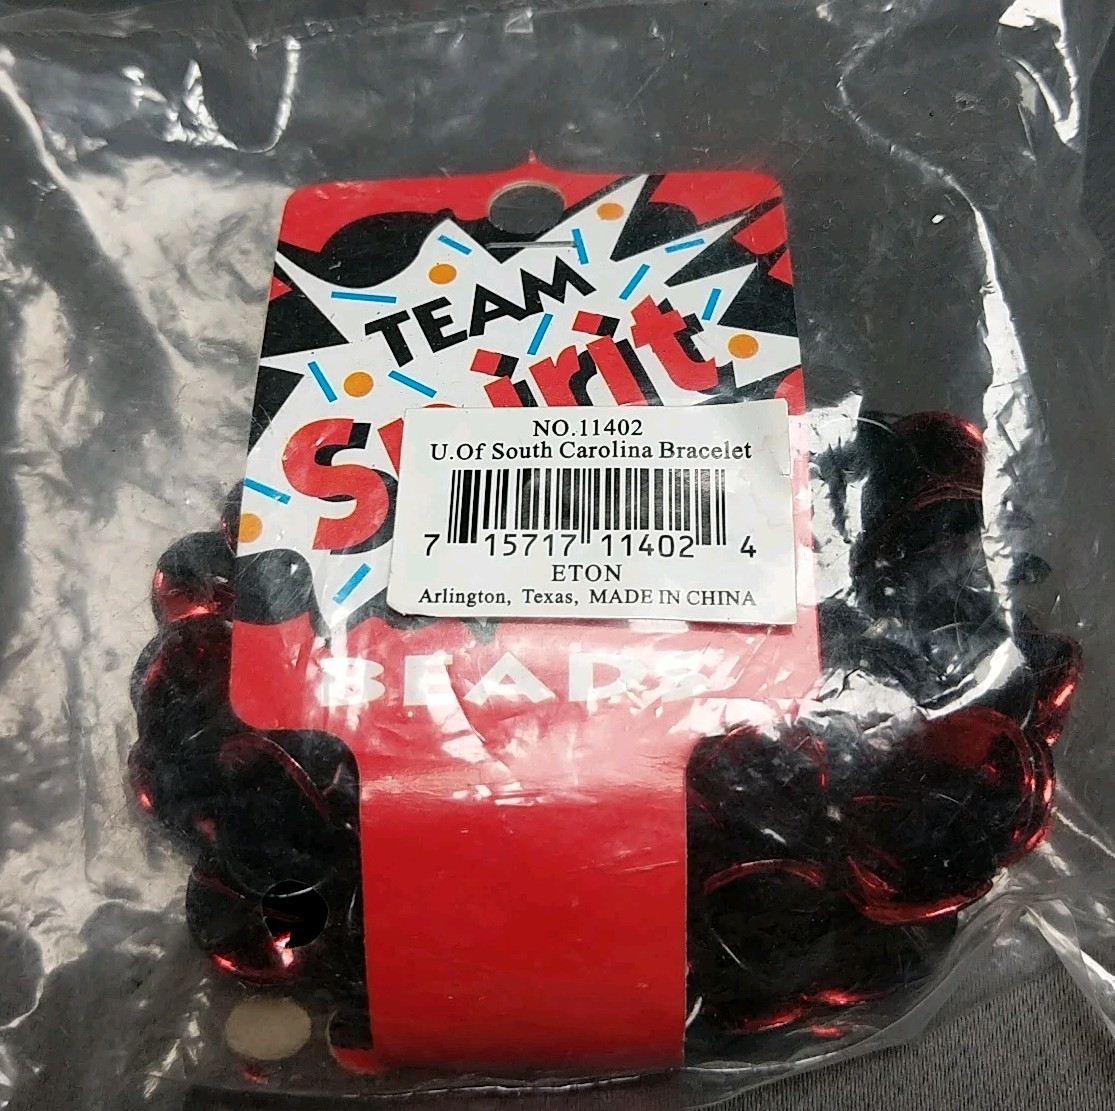 TEAM
Spirit
NO.11402
U.Of South Carolina Bracelet
7 15717 11402 4
ETON
Arlington, Texas, MADE IN CHINA
BEADS